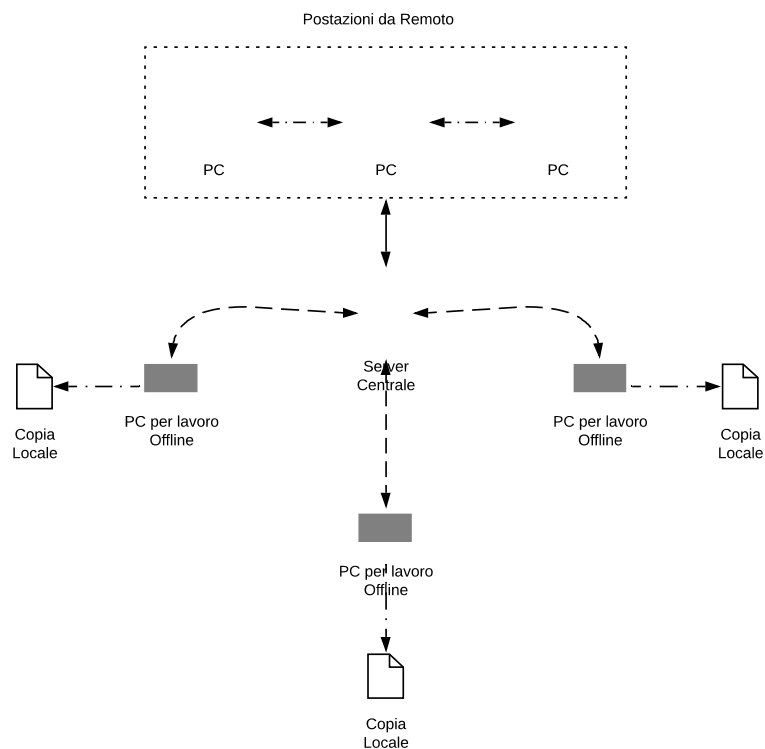 Postazioni da Remoto
PC
PC
PC
Server
Centrale
PC per lavoro
Offline
PC per lavoro
Offline
Copia
Locale
Copia
Locale
PC per lavoro
Offline
Copia
Locale